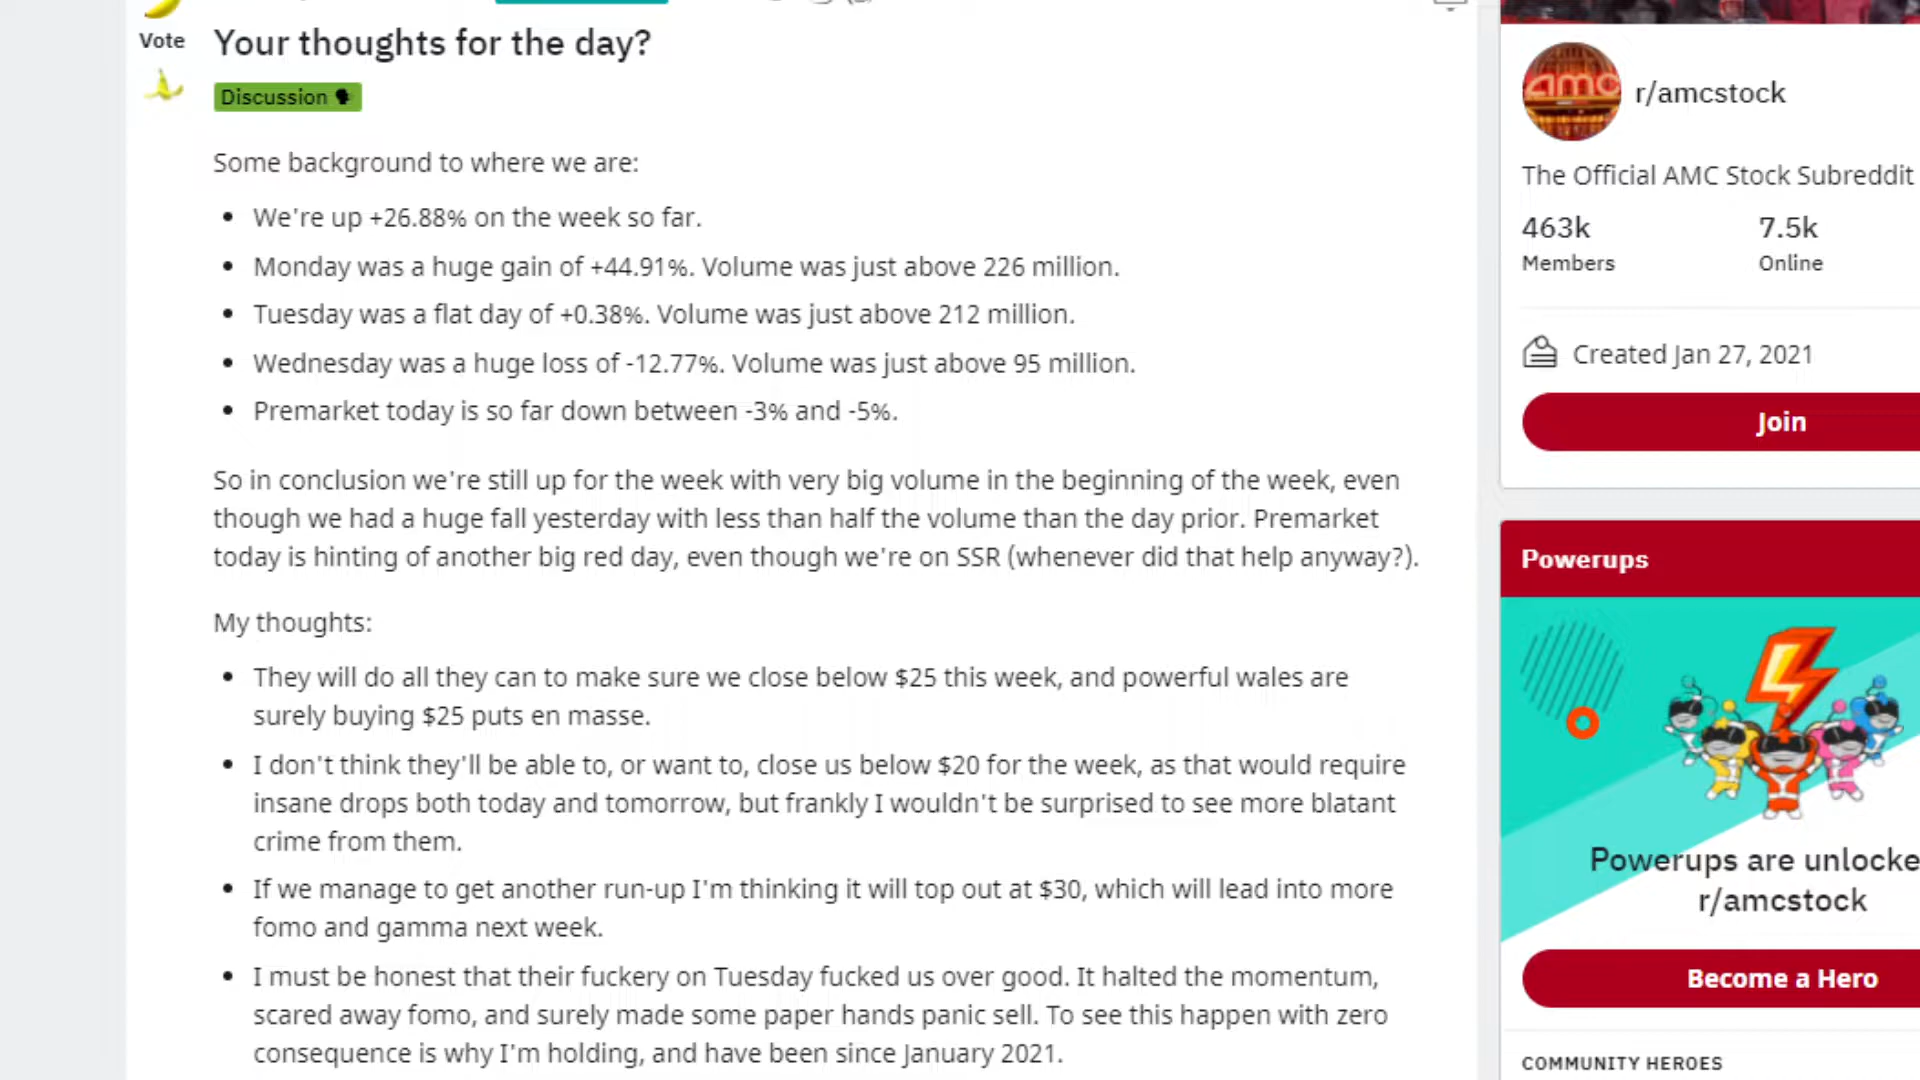 Vote
Your thoughts for the day?
Discussion
Some background to where we are:
We're up +26.88% on the week so far.
Monday was a huge gain of +44.91%. Volume was just above 226 million.
Tuesday was a flat day of +0.38%. Volume was just above 212 million.
Wednesday was a huge loss of -12.77%. Volume was just above 95 million.
Premarket today is so far down between -3% and -5%.
So in conclusion we're still up for the week with very big volume in the beginning of the week, even
though we had a huge fall yesterday with less than half the volume than the day prior. Premarket
today is hinting of another big red day, even though we're on SSR (whenever did that help anyway?).
My thoughts:
They will do all they can to make sure we close below $25 this week, and powerful wales are
surely buying $25 puts en masse.
I don't think they'll be able to, or want to, close us below $20 for the week, as that would require
insane drops both today and tomorrow, but frankly I wouldn't be surprised to see more blatant
crime from them.
If we manage to get another run-up I'm thinking it will top out at $30, which will lead into more
fomo and gamma next week.
I must be honest that their fuckery on Tuesday fucked us over good. It halted the momentum,
scared away fomo, and surely made some paper hands panic sell. To see this happen with zero
consequence is why I'm holding, and have been since January 2021.
amc
r/amcstock
The Official AMC Stock Subreddit
463k
7.5k
Members
Online
Created Jan 27, 2021
Join
Powerups
Powerups are unlocke
r/amcstock
Become a Hero
COMMUNITY HEROES